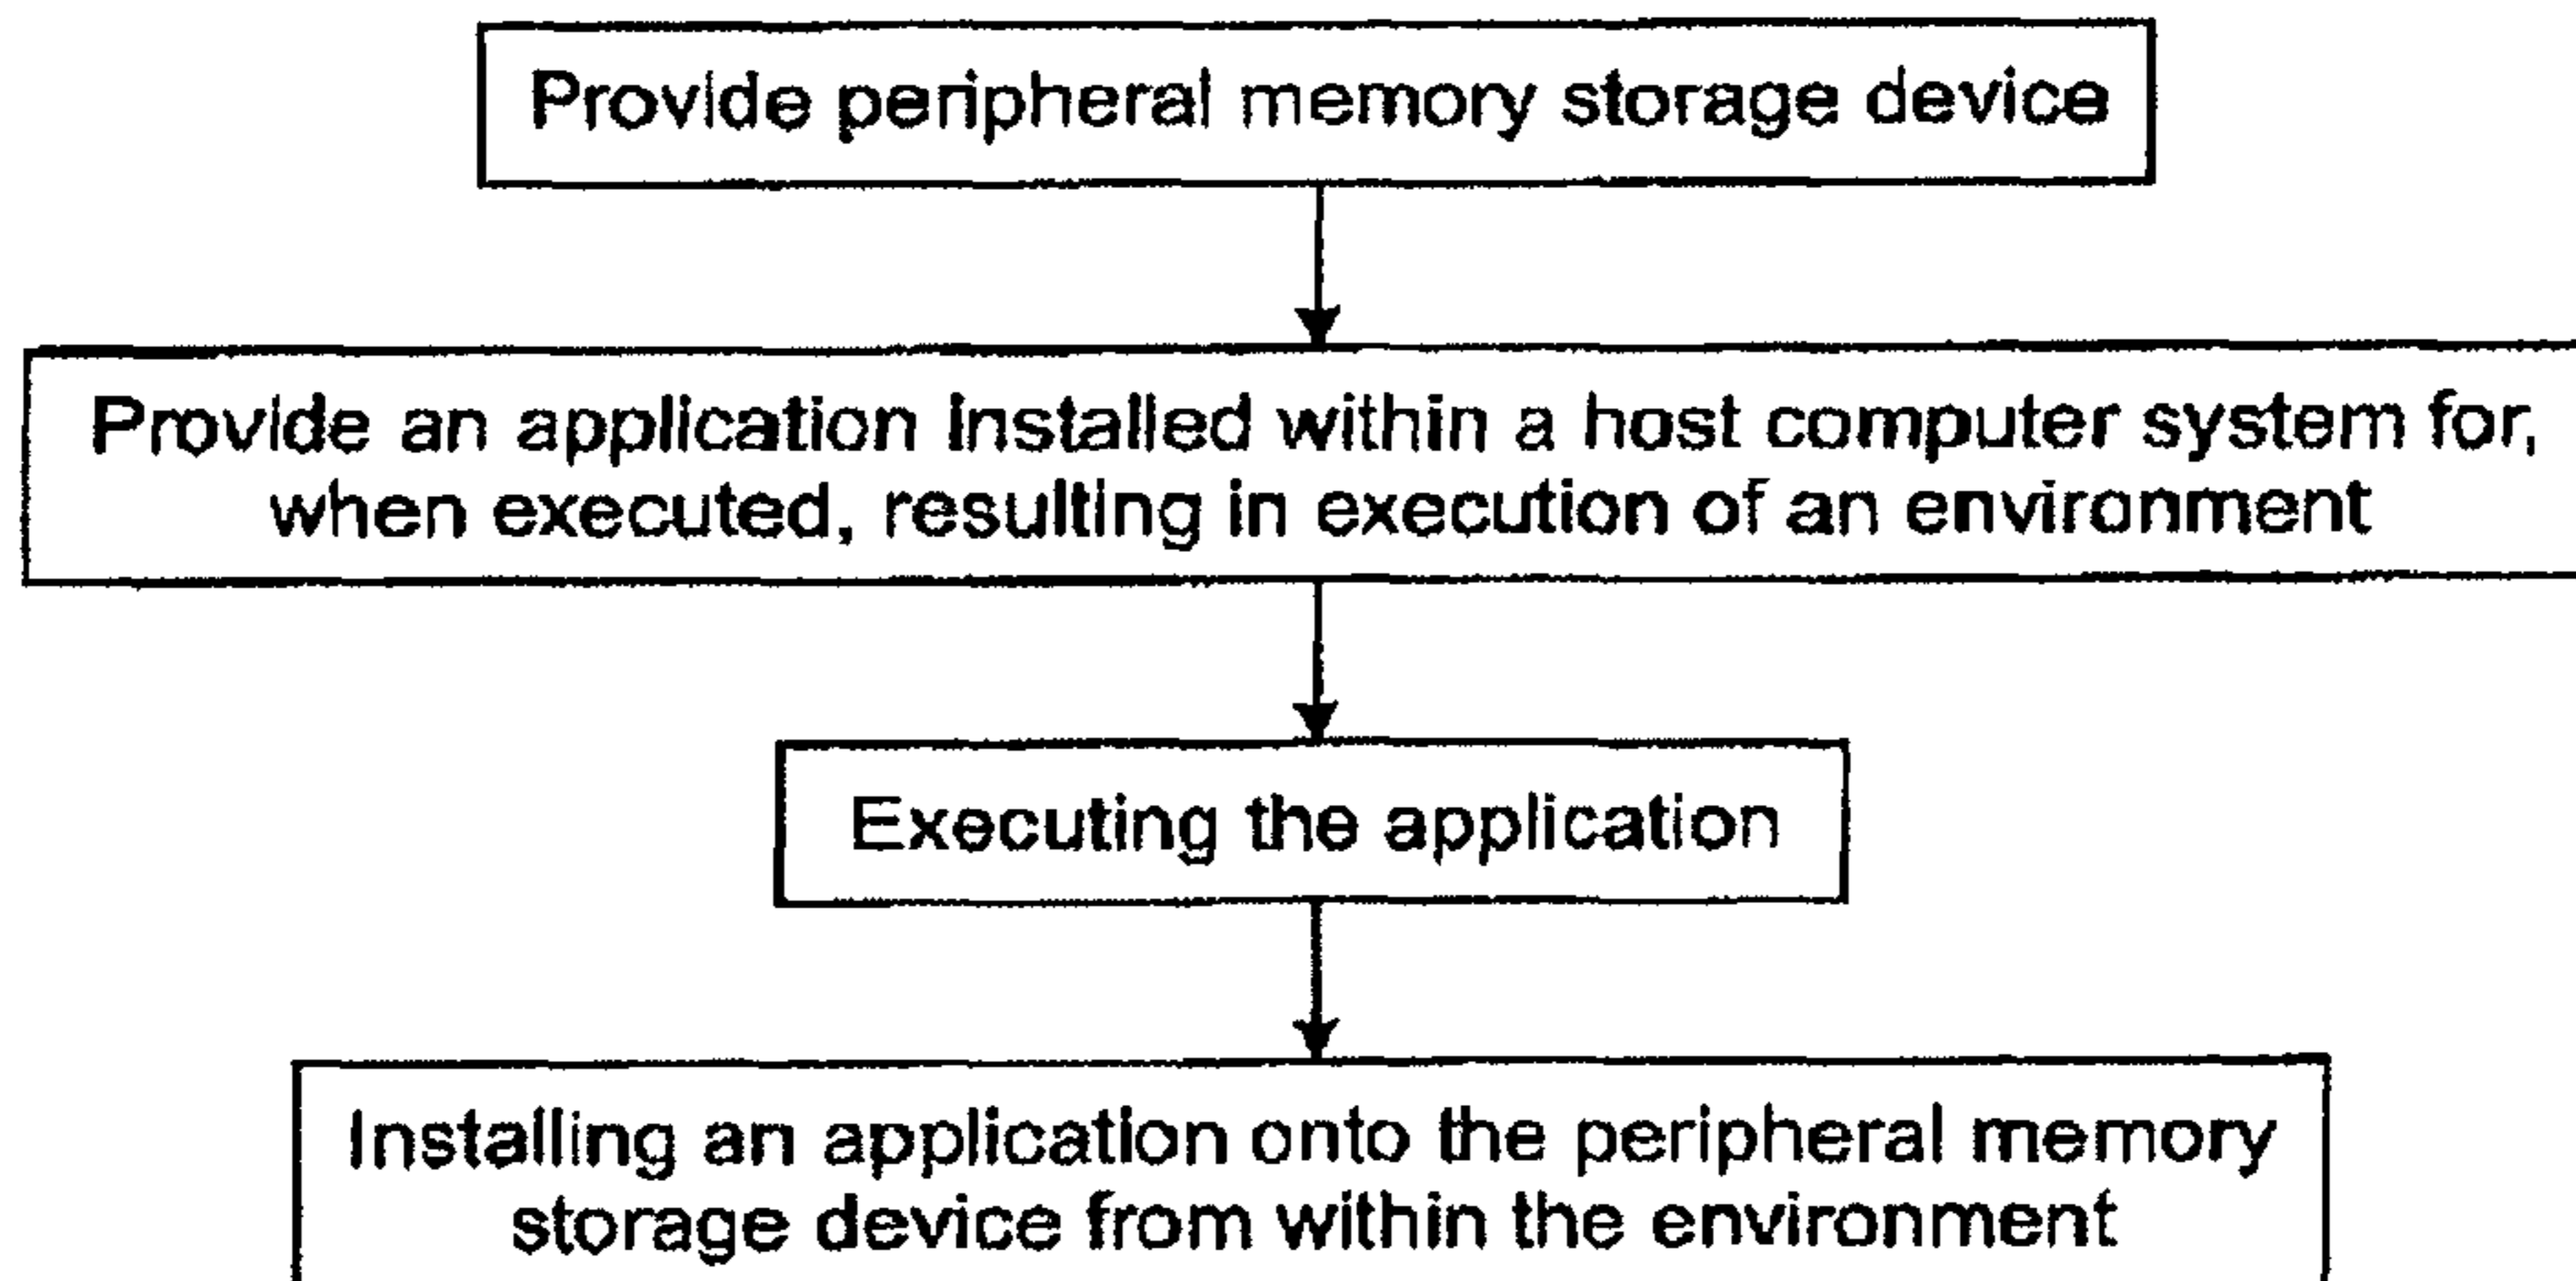 Provide peripheral memory storage device
Provide an application installed within a host computer system for,
when executed, resulting in execution of an environment
Executing the application
Installing an application onto the peripheral memory
storage device from within the environment